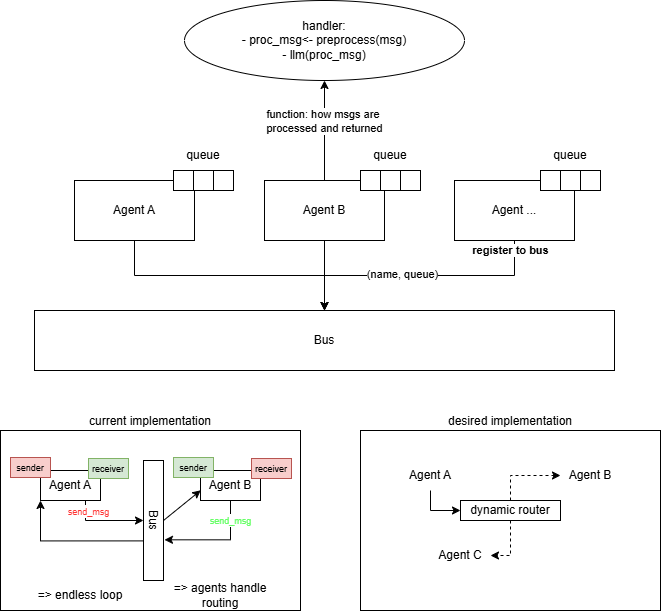 handler:
- proc_msg<- preprocess(msg)
- llm(proc_msg)
function: how msgs are
processed and returned
queue
queue
queue
Agent A
Agent B
Agent ...
register to bus
(name, queue)
Bus
current implementation
sender
receiver
Agent A
send_msg
Bus
sender
receiver
Agent B
send_msg
=> endless loop
=> agents handle
routing
desired implementation
Agent A
Agent B
dynamic router
Agent C